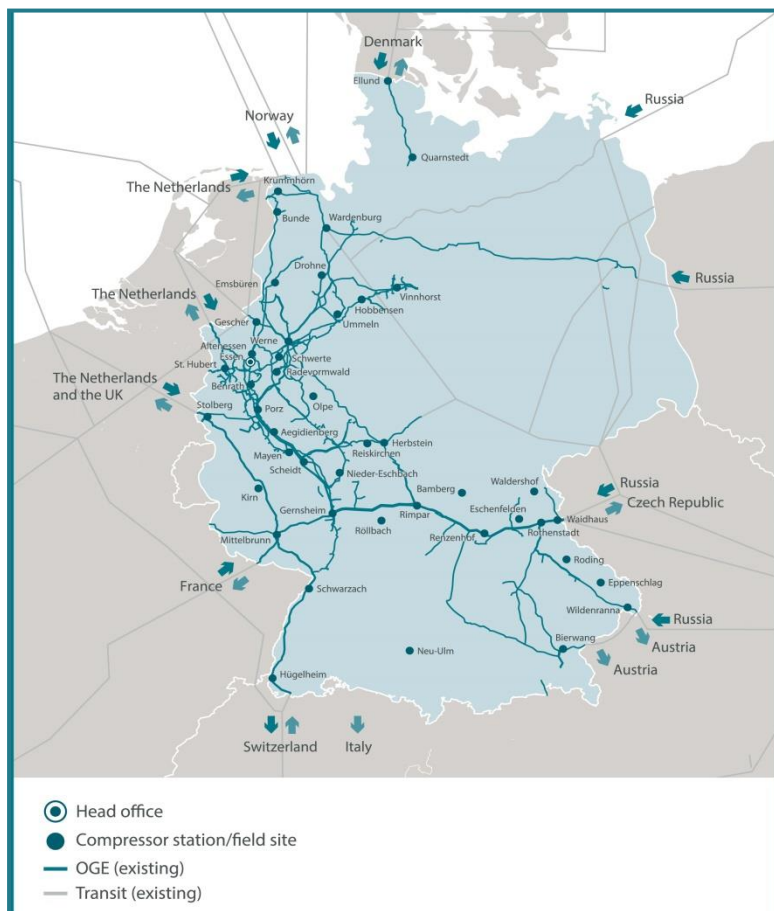 Denmark
Ellund
Russia
Norway
Quarnstedt
The Netherlands
Krummhörn
Bunde
Wardenburg
Drohne
Emsbüren
Russia
The Netherlands
Vinnhorst
Hobbensen
Gescher
Ummeln
Werne
Altenessen
Essen
Schwerte
St. Hubert
Radevormwald
The Netherlands
and the UK
Benrath
Olpe
Stolberg
Porz
Aegidienberg
Herbstein
Reiskirchen
Mayen
Scheidt
Nieder-Eschbach
Russia
Bamberg
Waldershof
Kirn
Czech Republic
Gernsheim
Eschenfelden
Rimpar
Waidhaus
Röllbach
Rothenstadt
Renzenhof
Mittelbrunn
Roding
France
Eppenschlag
Schwarzach
Wildenranna
Russia
Bierwang
Neu-Ulm
Austria
Austria
Hügelheim
Switzerland
Italy
Head office
Compressor station/field site
OGE (existing)
Transit (existing)